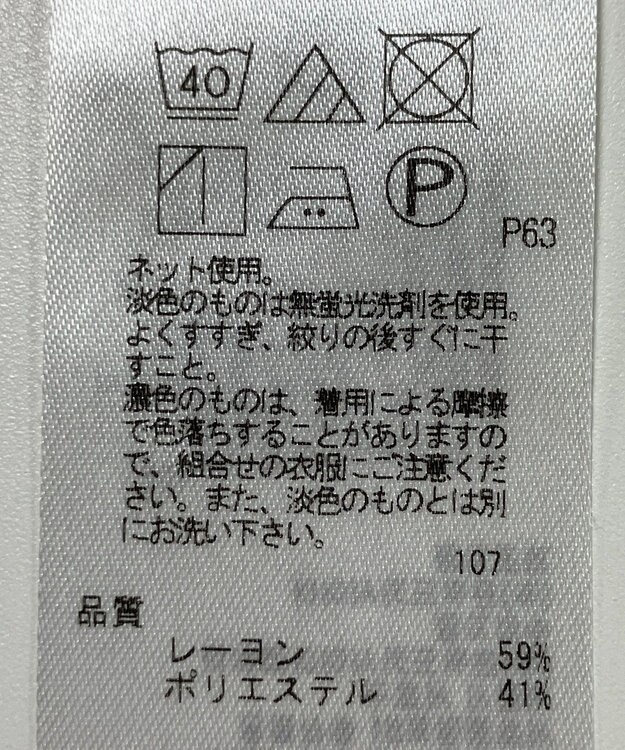 40
P
P63
ネット使用。
淡色のものは無蛍光洗剤を使用。
よくすすぎ、絞りの後すぐに干
すこと。
濃色のものは、着用による摩擦
で色落ちすることがありますの
で、組合せの衣服にご注意くだ
さい。また、淡色のものとは別
にお洗い下さい。
107
品質
レーヨン 59%
ポリエステル 41%